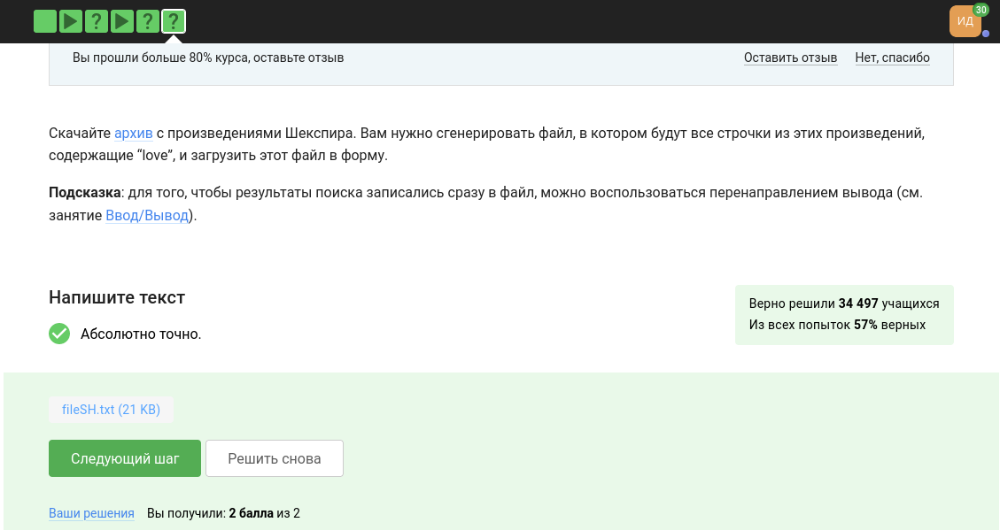 ? ? ?
ИД 30
Вы прошли больше 80% курса, оставьте отзыв Оставить отзыв Нет, спасибо
Скачайте архив с произведениями Шекспира. Вам нужно сгенерировать файл, в котором будут все строчки из этих произведений,
содержащие “love”, и загрузить этот файл в форму.
Подсказка: для того, чтобы результаты поиска записались сразу в файл, можно воспользоваться перенаправлением вывода (см.
занятие Ввод/Вывод).
Напишите текст
Верно решили 34 497 учащихся
Из всех попыток 57% верных
Абсолютно точно.
fileSH.txt (21 KB)
Следующий шаг Решить снова
Ваши решения Вы получили: 2 балла из 2